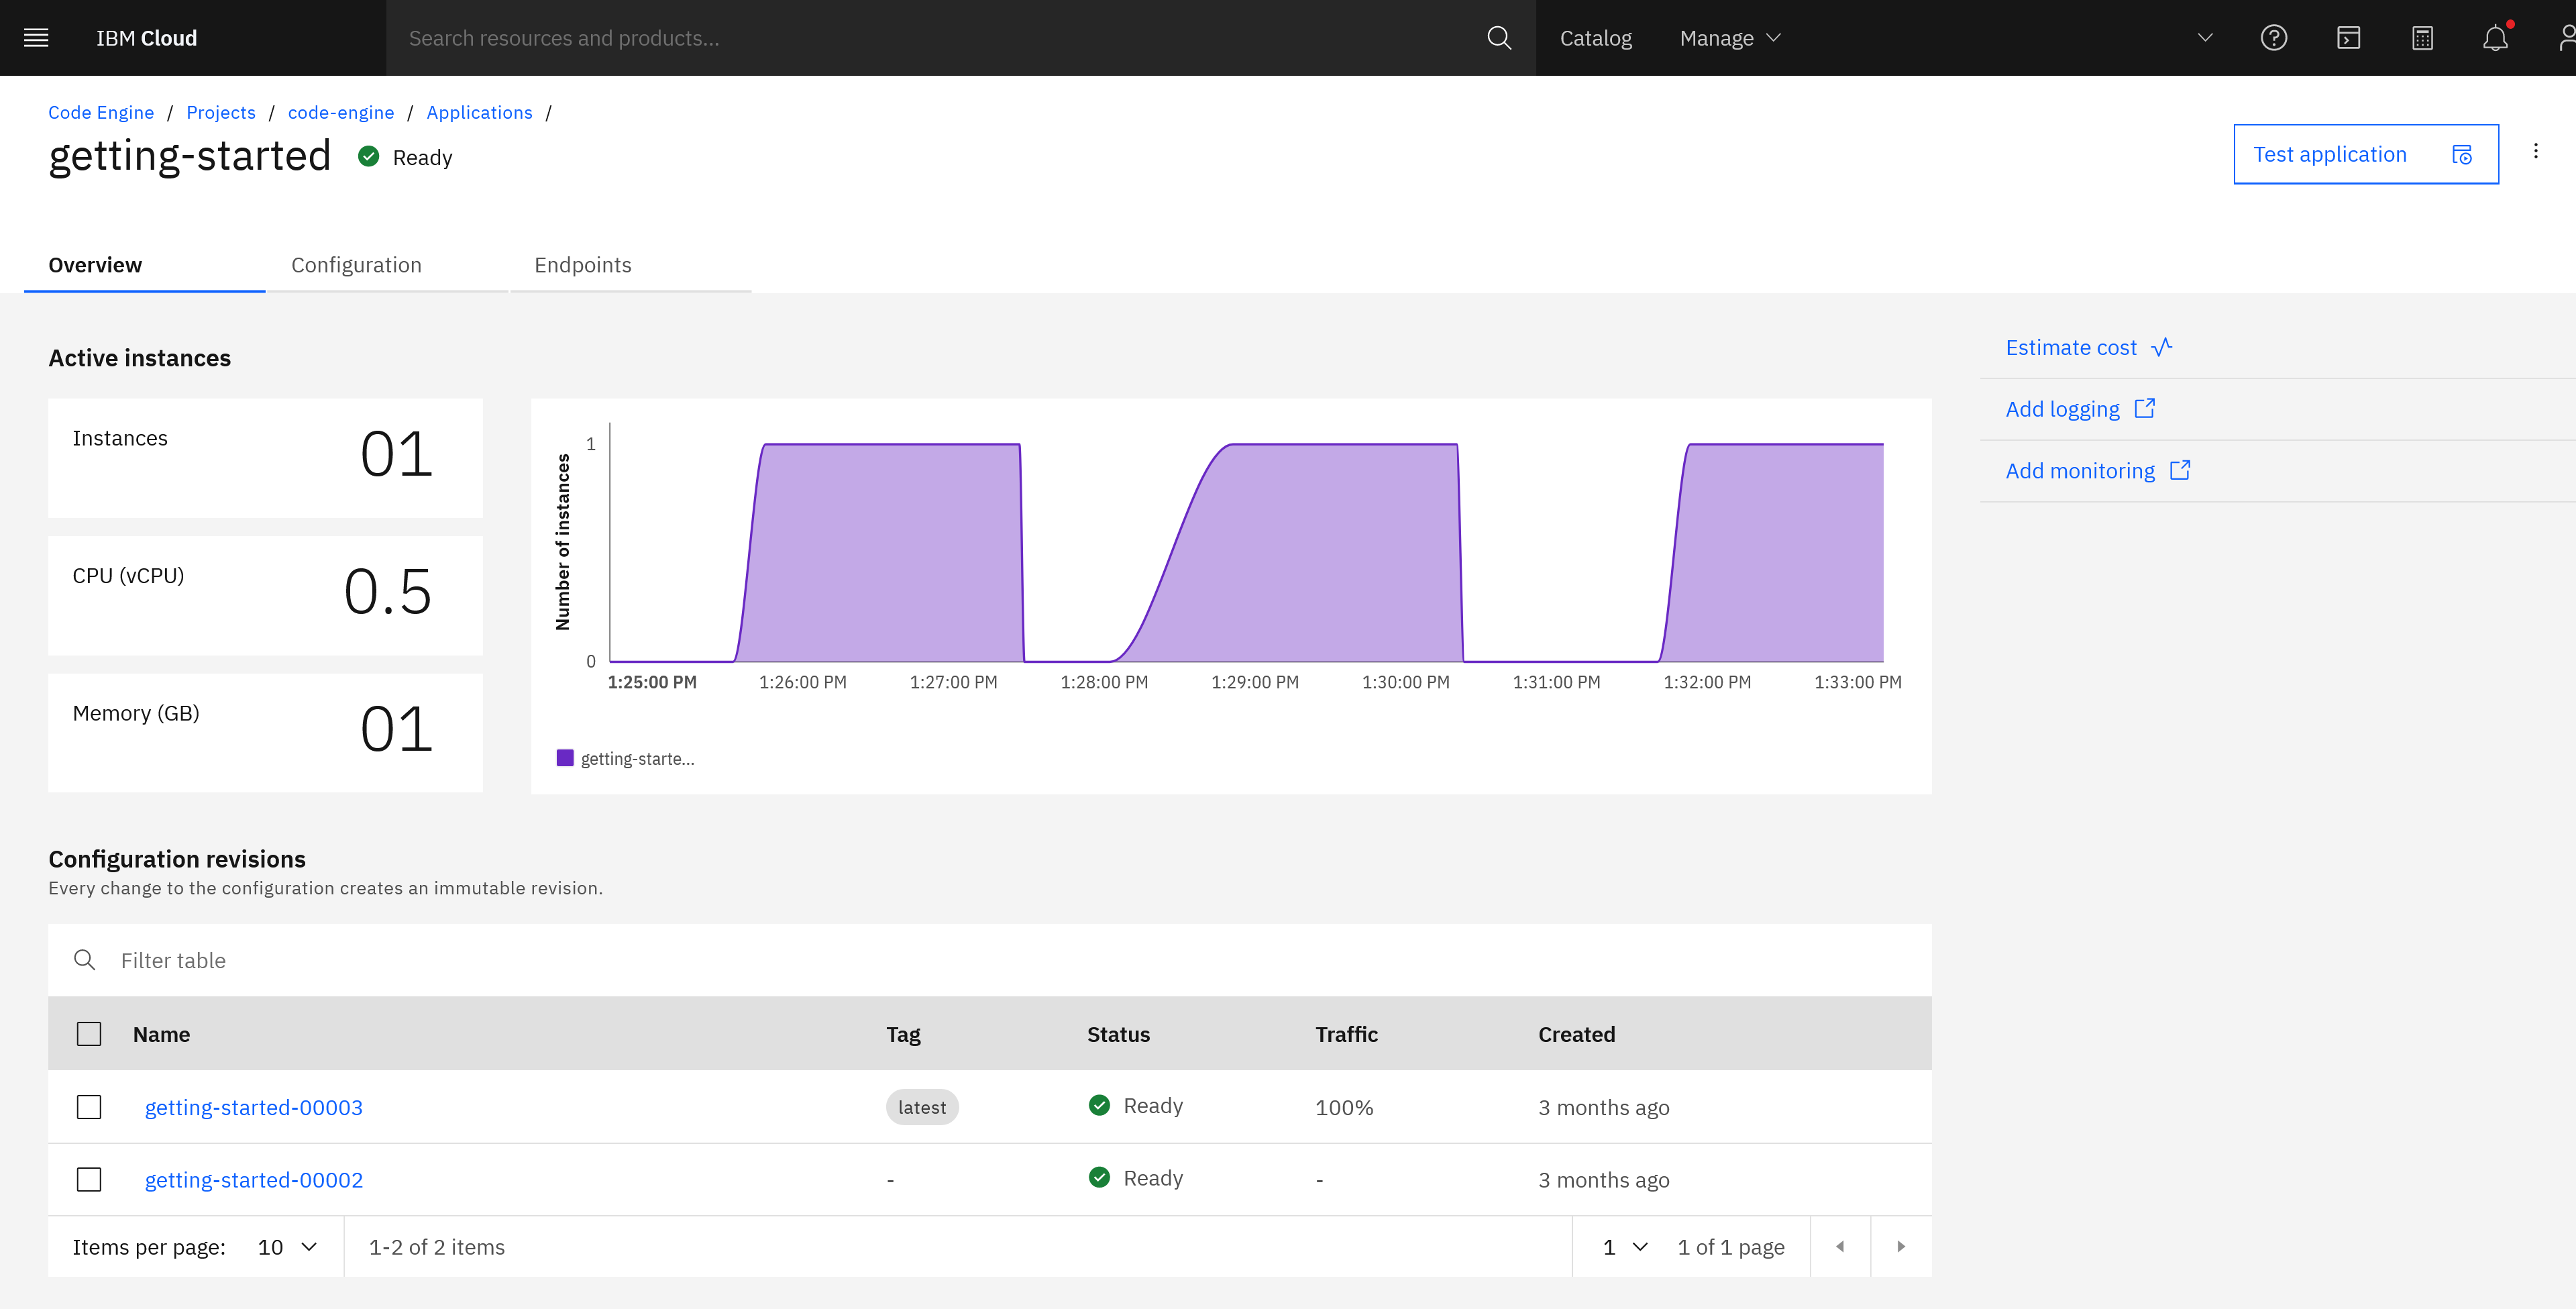 IBM Cloud
Search resources and products...
Catalog
Manage
Code Engine / Projects / code-engine / Applications /
getting-started
Ready
Test application
Overview
Configuration
Endpoints
Active instances
Instances
01
CPU (vCPU)
0.5
Memory (GB)
01
Number of instances
1
0
1:25:00 PM 1:26:00 PM 1:27:00 PM 1:28:00 PM 1:29:00 PM 1:30:00 PM 1:31:00 PM 1:32:00 PM 1:33:00 PM
getting-starte...
Estimate cost
Add logging
Add monitoring
Configuration revisions
Every change to the configuration creates an immutable revision.
Filter table
Name Tag Status Traffic Created
getting-started-00003 latest Ready 100% 3 months ago
getting-started-00002 - Ready - 3 months ago
Items per page: 10 1-2 of 2 items 1 1 of 1 page